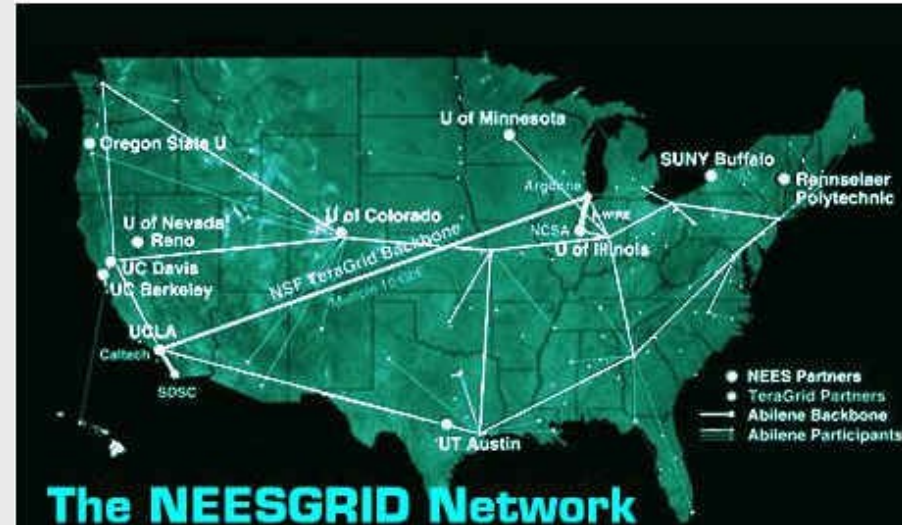 U of Minnesota
Oregon State U
SUNY Buffalo
Argonne
Rennselaer
Polytechnic
U of Nevada
Reno
U of Colorado
NCSA
U of Illinois
UC Davis
UC Berkeley
NSF TeraGrid Backbone
UCLA
Caltech
SDSC
NEES Partners
TeraGrid Partners
Abilene Backbone
Abilene Participants
UT Austin
The NEESGRID Network